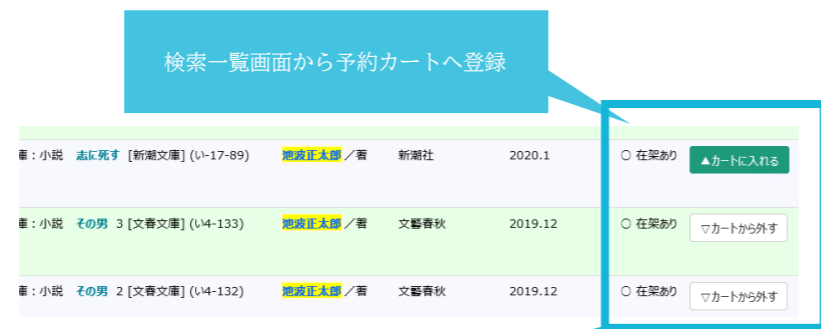 検索一覧画面から予約カートへ登録
庫：小説 志に死す [新潮文庫] (い-17-89) 池波正太郎／著 新潮社 2020.1 ○ 在架あり ▲カートに入れる
庫：小説 その男 3 [文春文庫] (い4-133) 池波正太郎／著 文藝春秋 2019.12 ○ 在架あり ▽カートから外す
庫：小説 その男 2 [文春文庫] (い4-132) 池波正太郎／著 文藝春秋 2019.12 ○ 在架あり ▽カートから外す